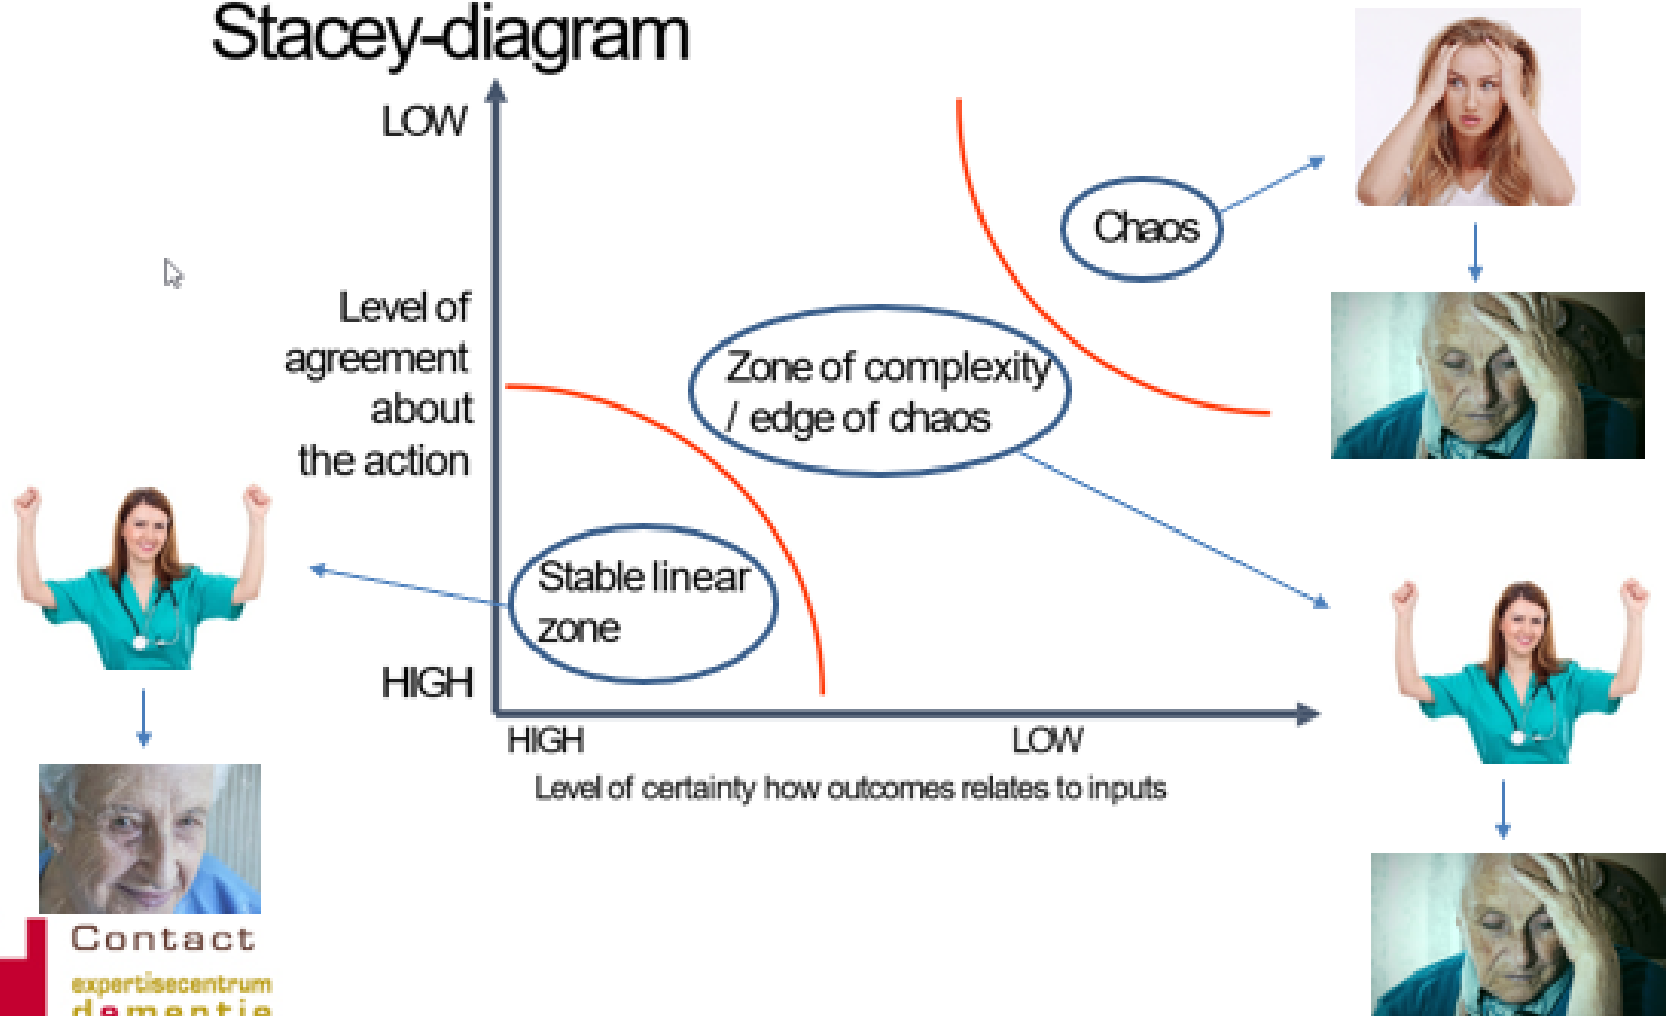 Stacey-diagram
LOW
Chaos
Level of
agreement
about
the action
Zone of complexity
/ edge of chaos
Stable linear
zone
HIGH
HIGH
LOW
Level of certainty how outcomes relates to inputs
Contact
expertisecentrum
dementie